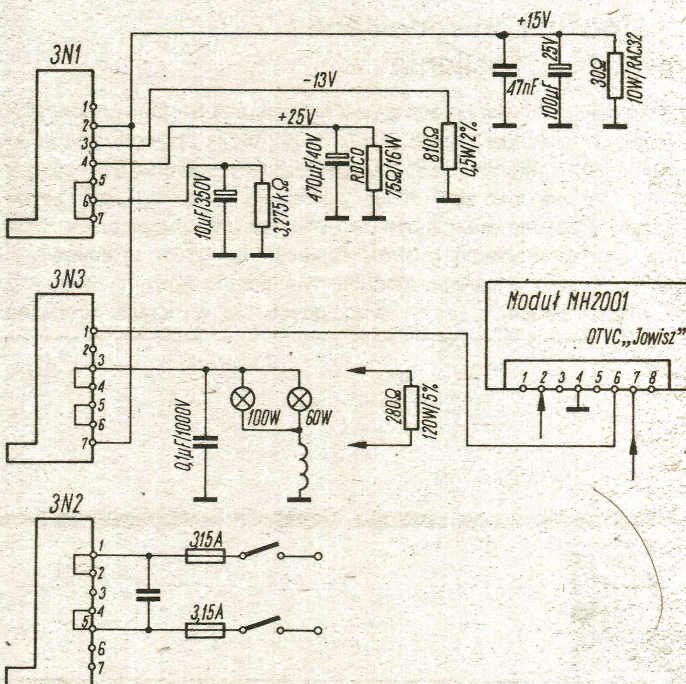 3N1
1
2
3
4
5
6
7
+15V
-13V
+25V
10µF/350V
3,275kΩ
470µF/40V
RDCO
75Ω/16W
810Ω
0,5W/2%
47nF
25V
100µF
30Ω
10W/RAC32
3N3
1
2
3
4
5
6
7
0,1µF/1000V
100W
60W
280Ω
120W/5%
Moduł MH2001
OTVC„Jowisz"
1 2 3 4 5 6 7 8
3N2
1
2
3
4
5
6
7
3,15A
3,15A